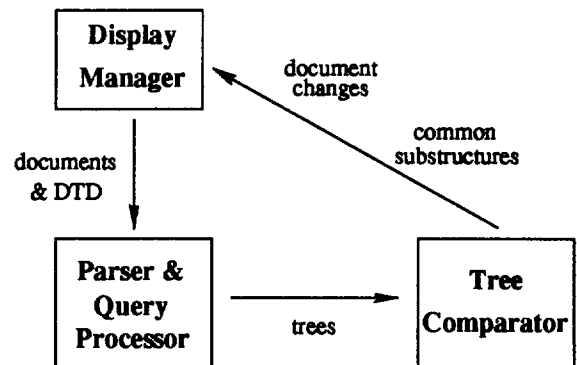 Display
Manager
document
changes
common
substructures
documents
& DTD
Parser &
Query
Processor
trees
Tree
Comparator